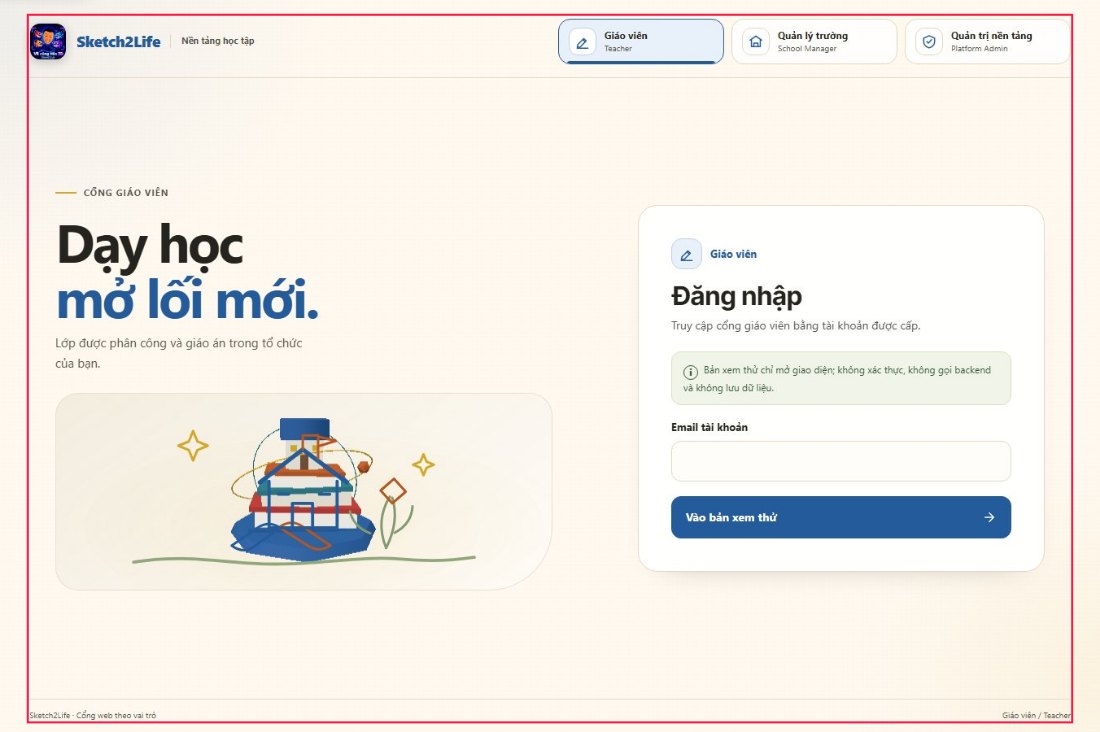 Sketch2Life
Nền tảng học tập
Giáo viên
Teacher
Quản lý trường
School Manager
Quản trị nền tảng
Platform Admin
CỔNG GIÁO VIÊN
Dạy học
mở lối mới.
Lớp được phân công và giáo án trong tổ chức
của bạn.
Giáo viên
Đăng nhập
Truy cập cổng giáo viên bằng tài khoản được cấp.
Bản xem thử chỉ mở giao diện; không xác thực, không gọi backend
và không lưu dữ liệu.
Email tài khoản
Vào bản xem thử
Sketch2Life · Cổng web theo vai trò
Giáo viên / Teacher